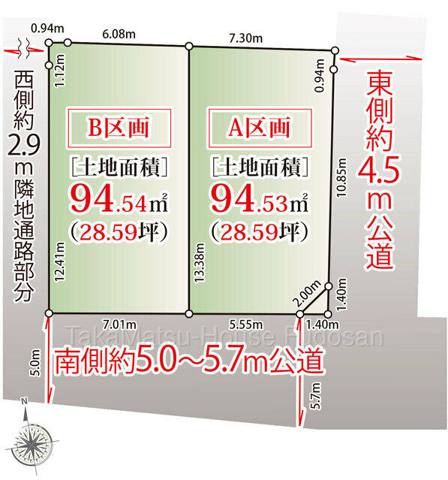 0.94m
6.08m
7.30m
1.12m
0.94m
B区画
[土地面積]
94.54㎡
(28.59坪)
A区画
[土地面積]
94.53㎡
(28.59坪)
12.41m
13.38m
10.85m
2.00m
1.40m
7.01m
5.55m
1.40m
西側約2.9m隣地通路部分
東側約4.5m公道
TakaMatsu-House Fudosan
南側約5.0～5.7m公道
5.0m
5.7m
N